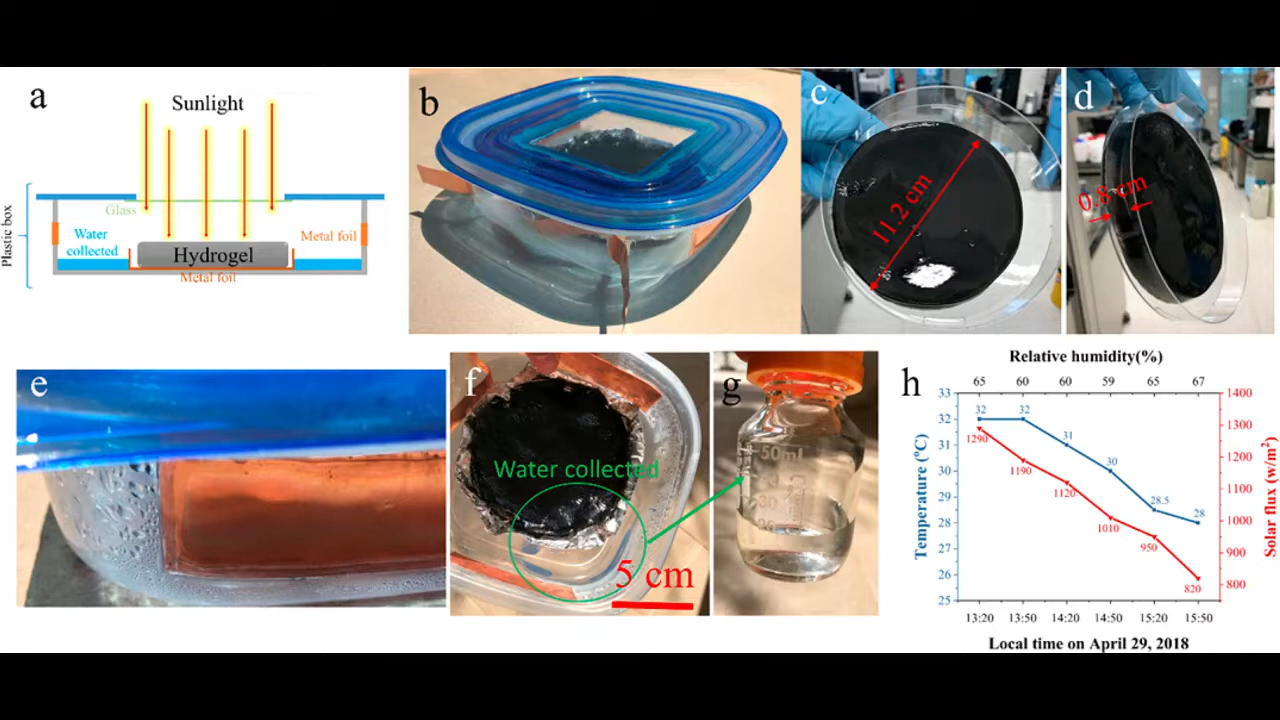 a
Sunlight
Glass
Water
collected
Hydrogel
Metal foil
Metal foil
Plastic box
b
c
11.2 cm
d
0.8 cm
e
f
Water collected
5 cm
g
50ml
30
h
Relative humidity(%)
65 60 60 59 65 67
33
32
31
30
29
28
27
26
25
Temperature (°C)
32 32 31 30 28.5 28
1290 1190 1120 1010 950 820
1400
1300
1200
1100
1000
900
800
Solar flux (w/m²)
13:20 13:50 14:20 14:50 15:20 15:50
Local time on April 29, 2018